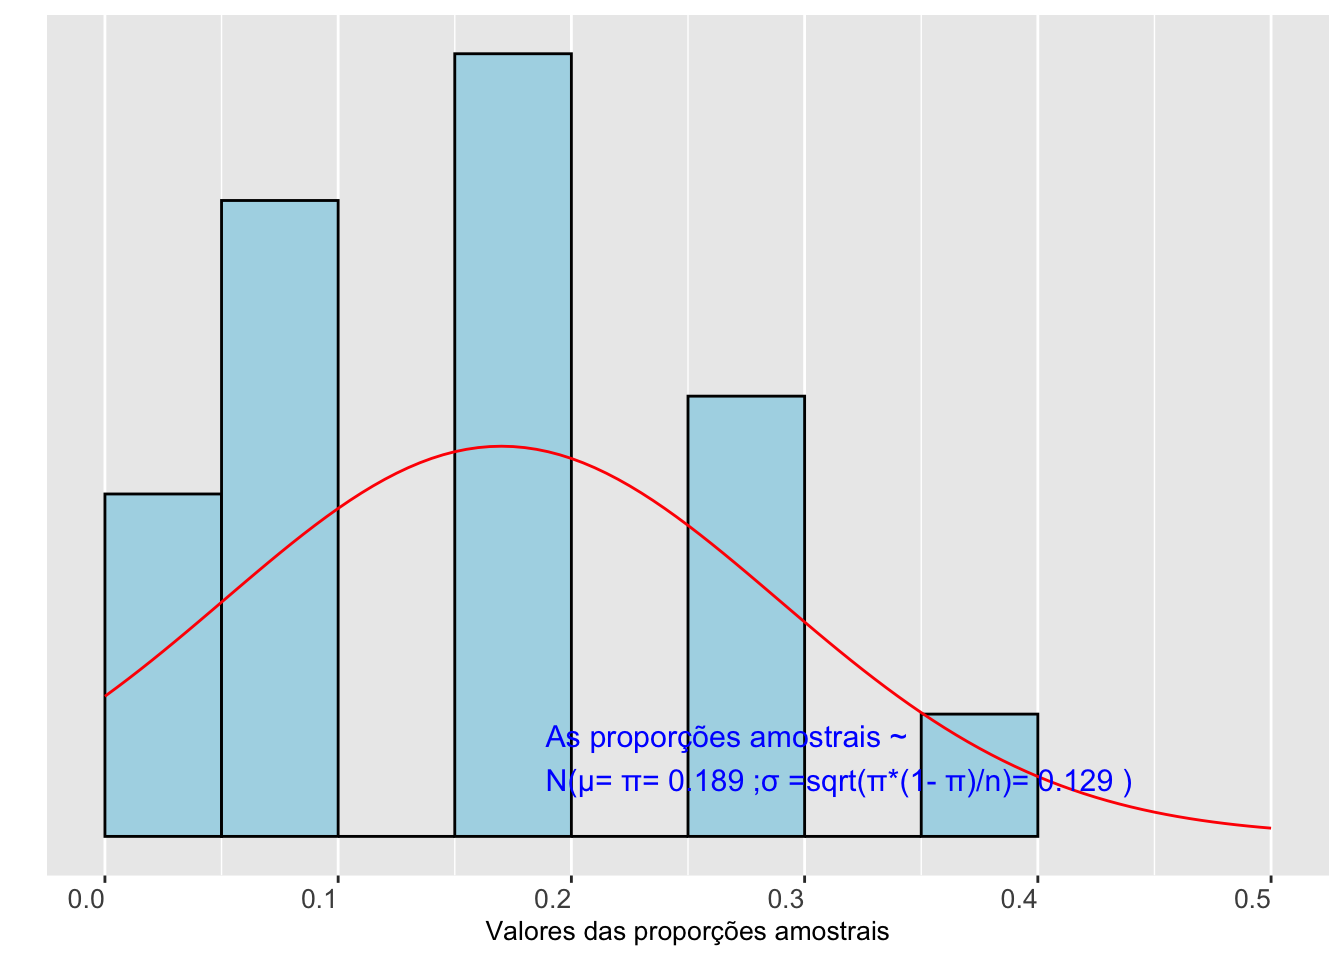 As proporções amostrais ~
N(μ= π= 0.189 ;σ =sqrt(π*(1- π)/n)= 0.129 )
0.0 0.1 0.2 0.3 0.4 0.5
Valores das proporções amostrais